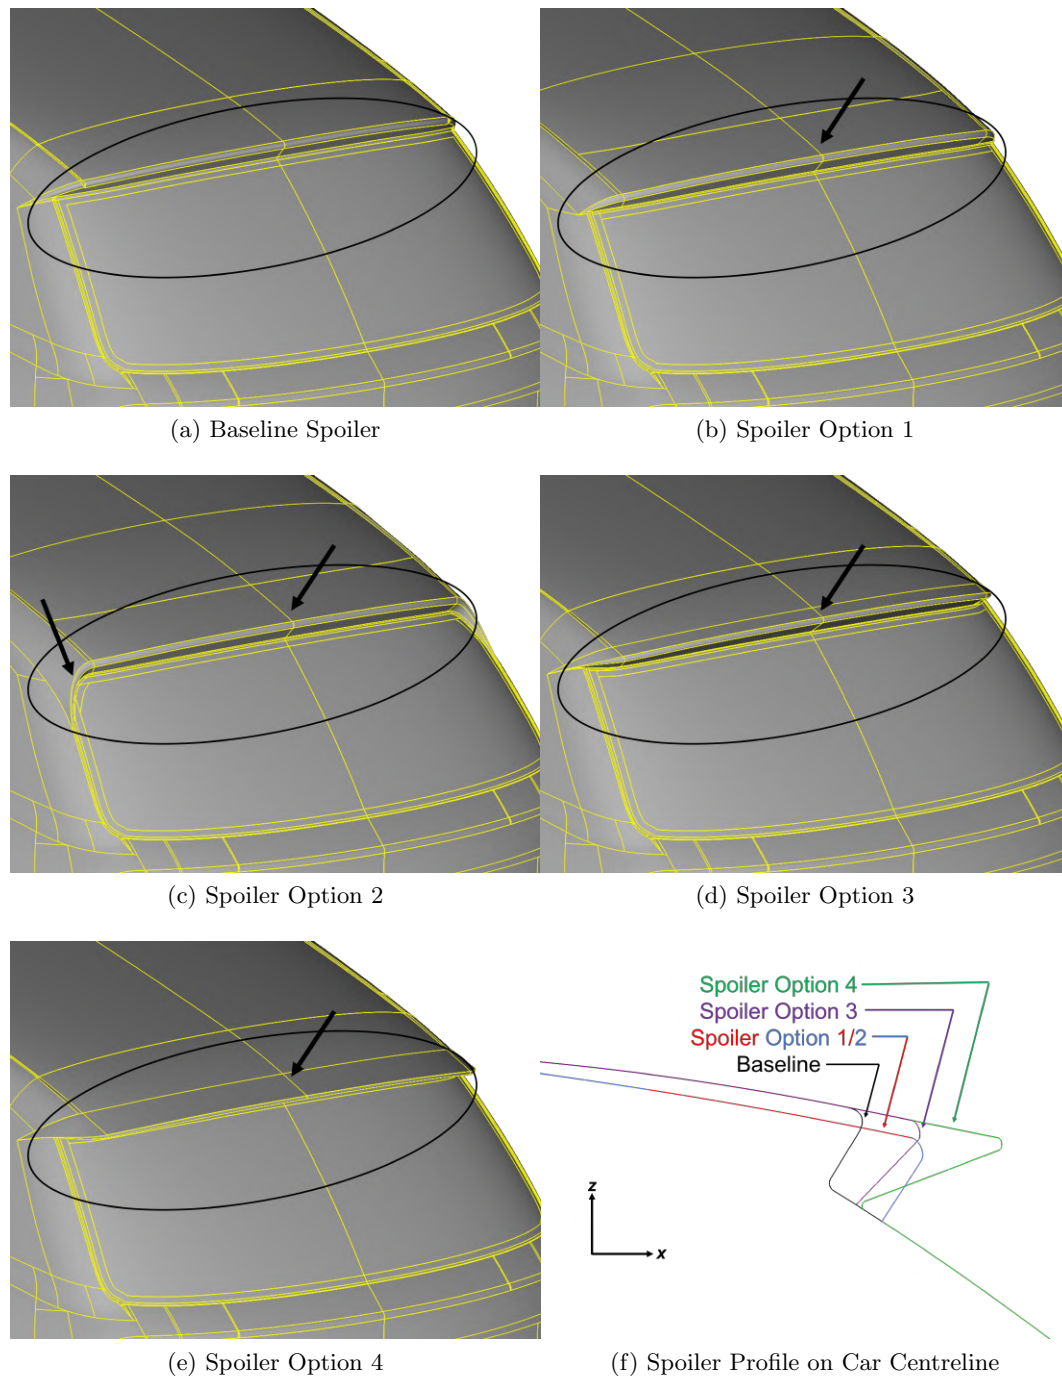 (a) Baseline Spoiler
(b) Spoiler Option 1
(c) Spoiler Option 2
(d) Spoiler Option 3
Spoiler Option 4
Spoiler Option 3
Spoiler Option 1/2
Baseline
z
x
(e) Spoiler Option 4
(f) Spoiler Profile on Car Centreline